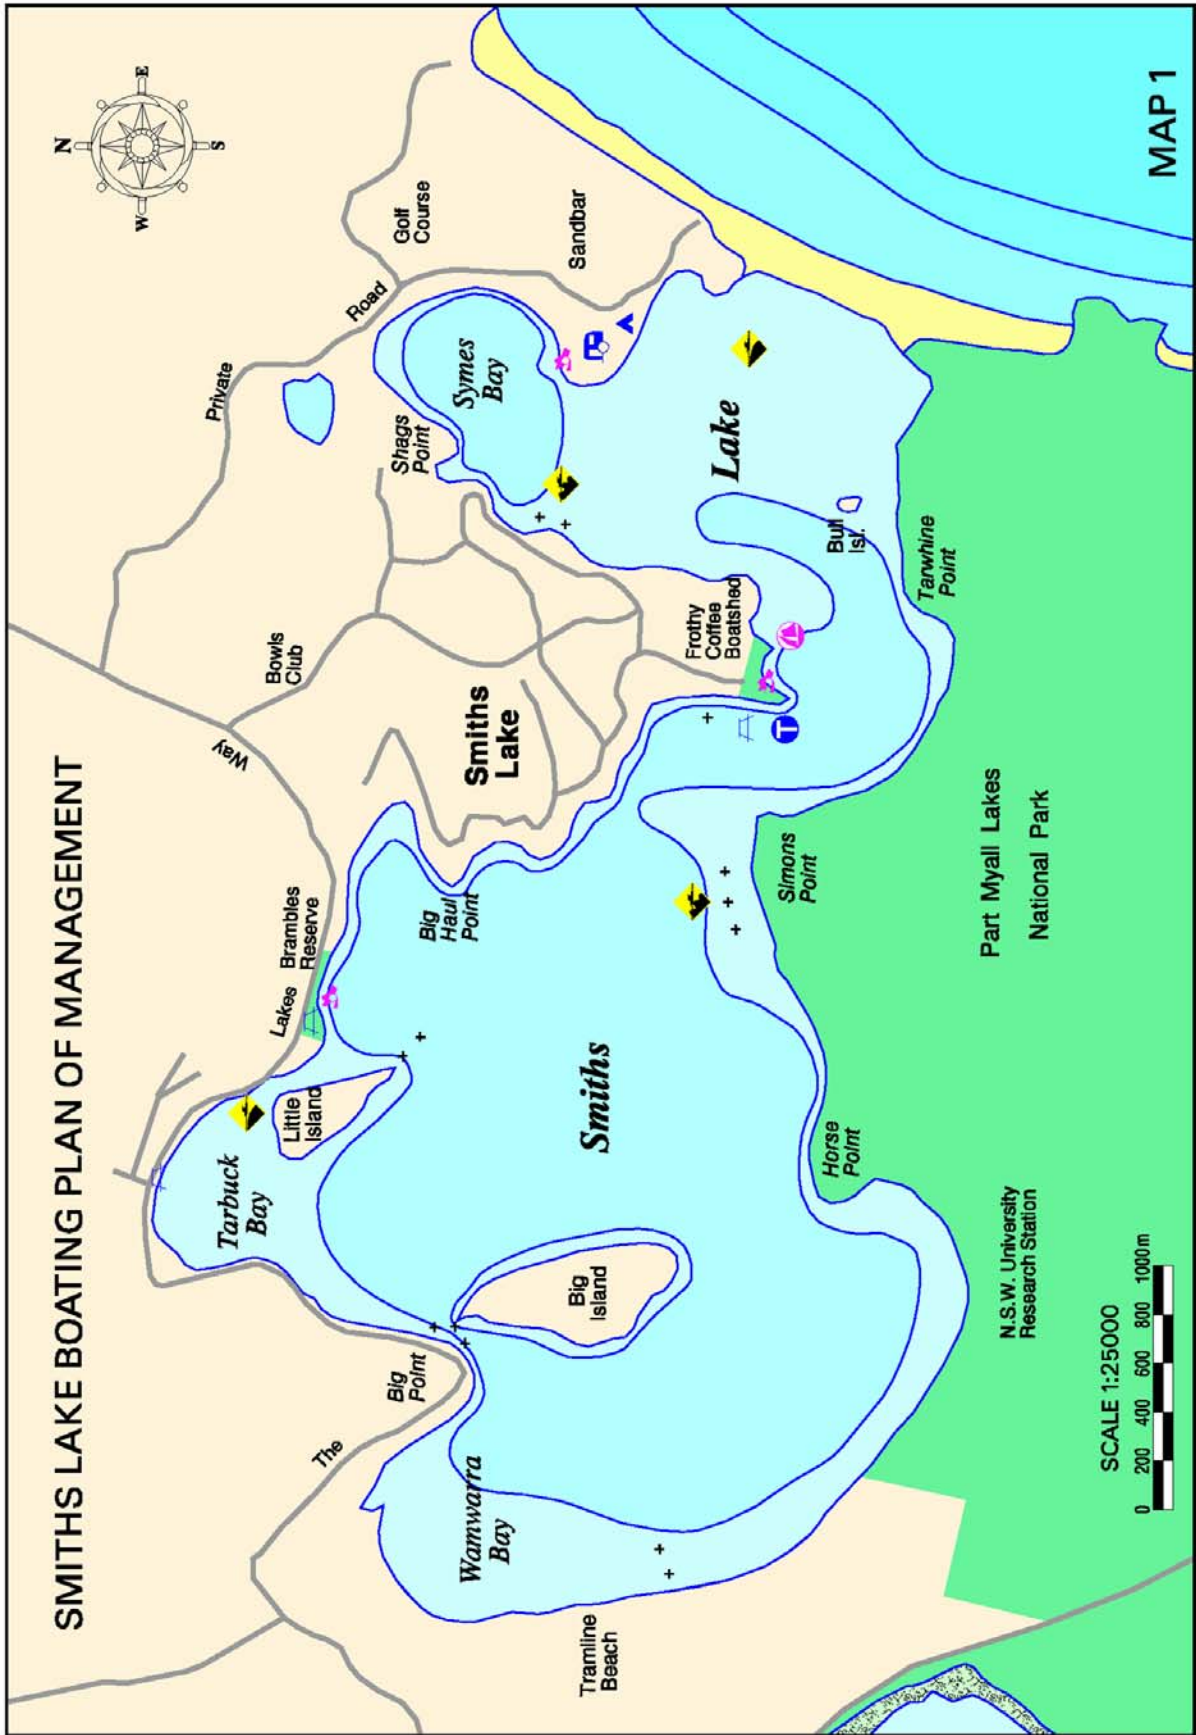 SMITHS LAKE BOATING PLAN OF MANAGEMENT
N
W
E
S
The
Lakes
Way
Private
Road
Brambles
Reserve
Bowls
Club
Golf
Course
Tarbuck
Bay
Little
Island
Big
Point
Big
Haul
Point
Smiths
Lake
Shags
Point
Symes
Bay
Sandbar
Wamwarra
Bay
Tramline
Beach
Big
Island
Smiths
Lake
Frothy
Coffee
Boatshed
T
Bull
Isl.
Simons
Point
Horse
Point
Tarwhine
Point
Part Myall Lakes
National Park
N.S.W. University
Research Station
SCALE 1:25000
0 200 400 600 800 1000m
MAP 1